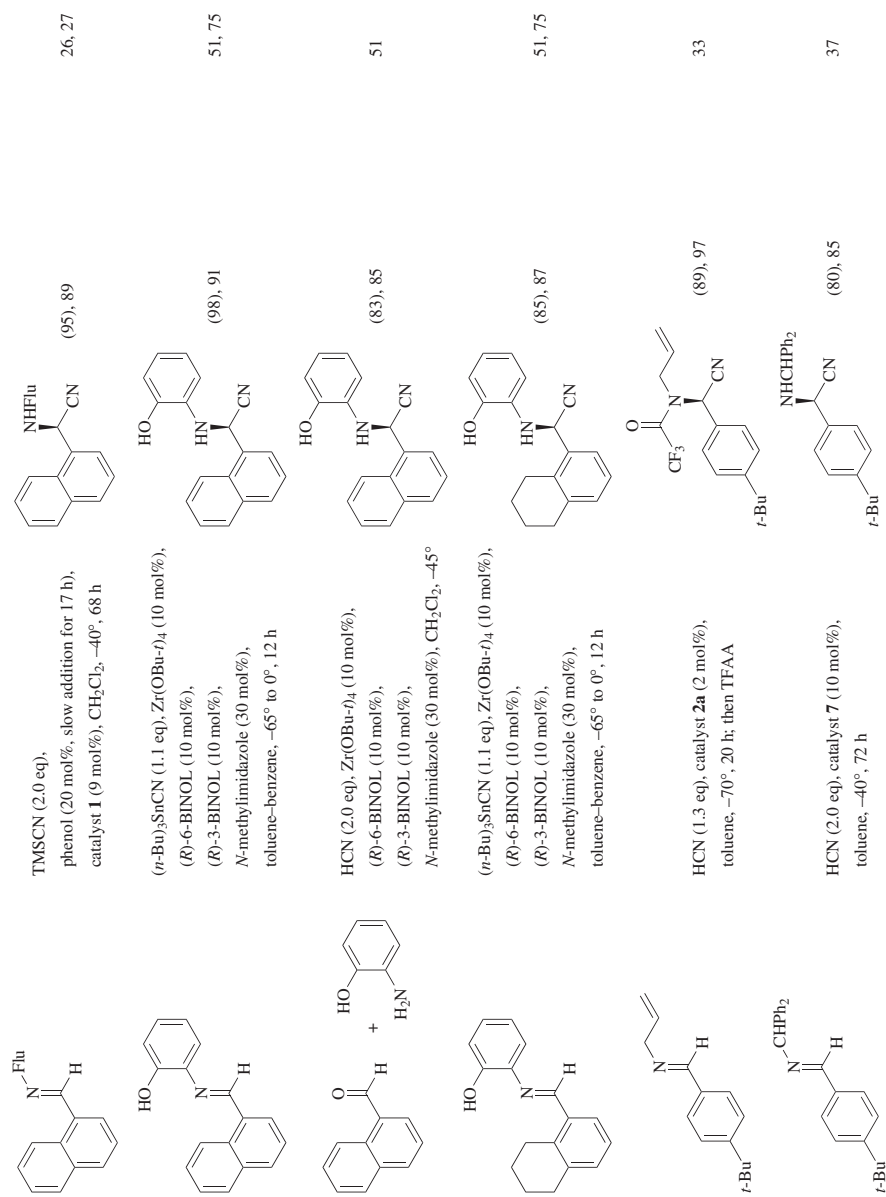 Flu
N
H
TMSCN (2.0 eq),
phenol (20 mol%, slow addition for 17 h),
catalyst 1 (9 mol%), CH2Cl2, –40°, 68 h
NHFlu
CN
(95), 89
26, 27
HO
N
H
(n-Bu)3SnCN (1.1 eq), Zr(OBu-t)4 (10 mol%),
(R)-6-BINOL (10 mol%),
(R)-3-BINOL (10 mol%),
N-methylimidazole (30 mol%),
toluene–benzene, –65° to 0°, 12 h
HO
HN
CN
(98), 91
51, 75
O
H
+
HO
H2N
HCN (2.0 eq), Zr(OBu-t)4 (10 mol%),
(R)-6-BINOL (10 mol%),
(R)-3-BINOL (10 mol%),
N-methylimidazole (30 mol%), CH2Cl2, –45°
HO
HN
CN
(83), 85
51
HO
N
H
(n-Bu)3SnCN (1.1 eq), Zr(OBu-t)4 (10 mol%),
(R)-6-BINOL (10 mol%),
(R)-3-BINOL (10 mol%),
N-methylimidazole (30 mol%),
toluene–benzene, –65° to 0°, 12 h
HO
HN
CN
(85), 87
51, 75
N
H
t-Bu
HCN (1.3 eq), catalyst 2a (2 mol%),
toluene, –70°, 20 h; then TFAA
O
CF3
N
CN
t-Bu
(89), 97
33
CHPh2
N
H
t-Bu
HCN (2.0 eq), catalyst 7 (10 mol%),
toluene, –40°, 72 h
NHCHPh2
CN
t-Bu
(80), 85
37